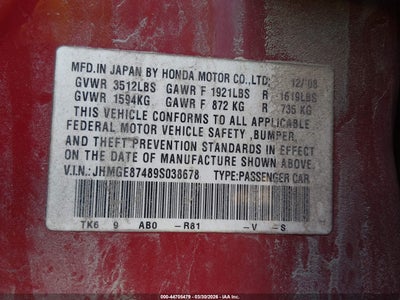 MFD. IN JAPAN BY HONDA MOTOR CO., LTD. 12/08
GVWR 3512LBS GAWR F 1921LBS R 1619LBS
GVWR 1594KG GAWR F 872 KG R 735 KG
THIS VEHICLE CONFORMS TO ALL APPLICABLE
FEDERAL MOTOR VEHICLE SAFETY, BUMPER,
AND THEFT PREVENTION STANDARDS IN EFFECT
ON THE DATE OF MANUFACTURE SHOWN ABOVE.
V.I.N.: JHMGE87489S038678 TYPE: PASSENGER CAR
TK6 9 AB0 -R81 -V -S
000-44705479 - 03/30/2026 - IAA Inc.